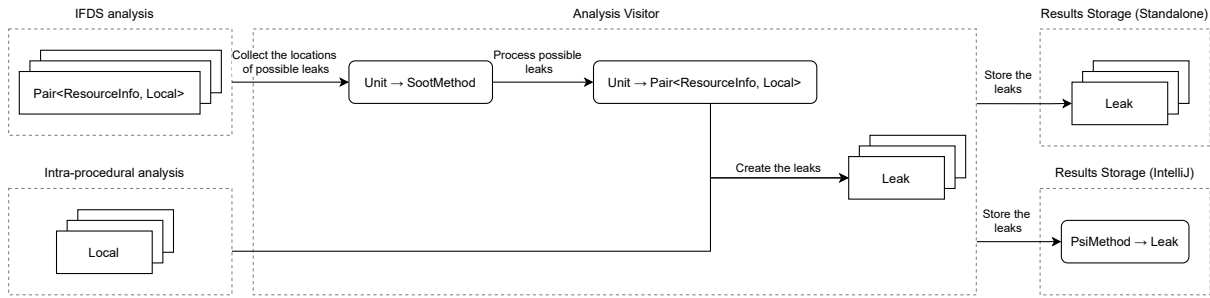 IFDS analysis
Pair<ResourceInfo, Local>
Intra-procedural analysis
Local
Analysis Visitor
Collect the locations
of possible leaks
Unit → SootMethod
Process possible
leaks
Unit → Pair<ResourceInfo, Local>
Create the leaks
Leak
Results Storage (Standalone)
Store the
leaks
Leak
Results Storage (IntelliJ)
Store the
leaks
PsiMethod → Leak